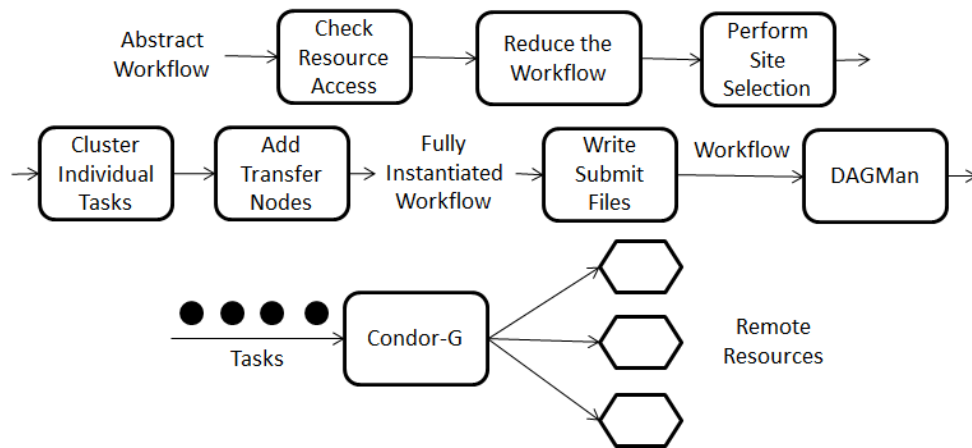 Abstract
Workflow
Check
Resource
Access
Reduce the
Workflow
Perform
Site
Selection
Cluster
Individual
Tasks
Add
Transfer
Nodes
Fully
Instantiated
Workflow
Write
Submit
Files
Workflow
DAGMan
Tasks
Condor-G
Remote
Resources